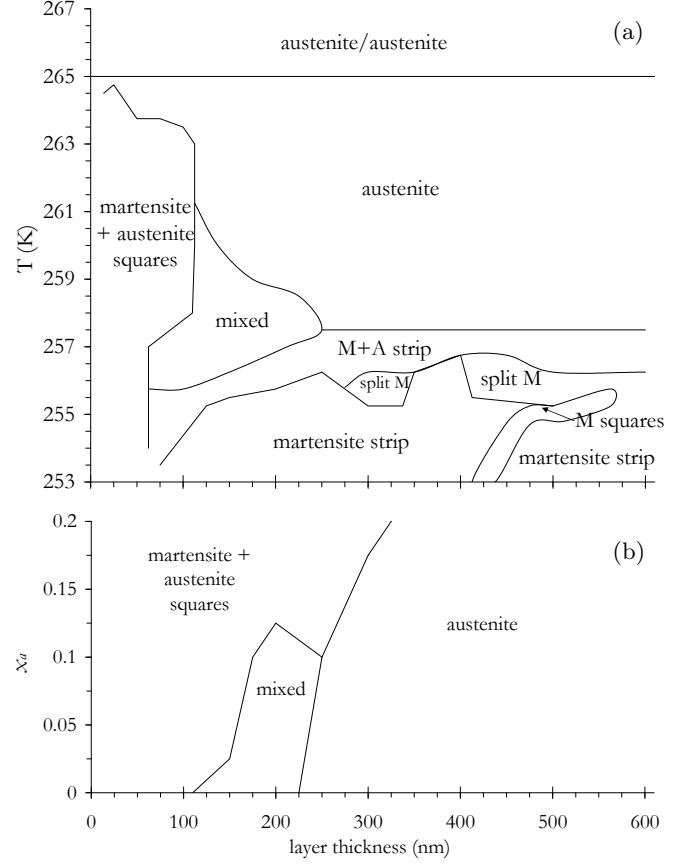 267
austenite/austenite
(a)
265
263
austenite
martensite
+ austenite
squares
261
T (K)
259
mixed
257
M+A strip
split M
split M
255
M squares
martensite strip
martensite strip
253
0.2
martensite +
austenite
squares
(b)
0.15
austenite
0.1
xa
mixed
0.05
0
0 100 200 300 400 500 600
layer thickness (nm)